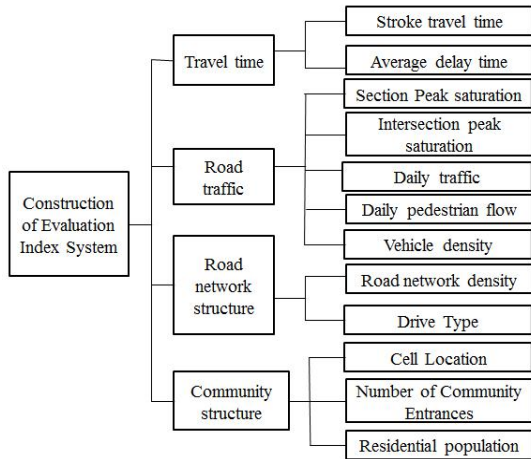 Construction
of Evaluation
Index System
Travel time
Stroke travel time
Average delay time
Road
traffic
Section Peak saturation
Intersection peak
saturation
Daily traffic
Daily pedestrian flow
Vehicle density
Road
network
structure
Road network density
Drive Type
Community
structure
Cell Location
Number of Community
Entrances
Residential population